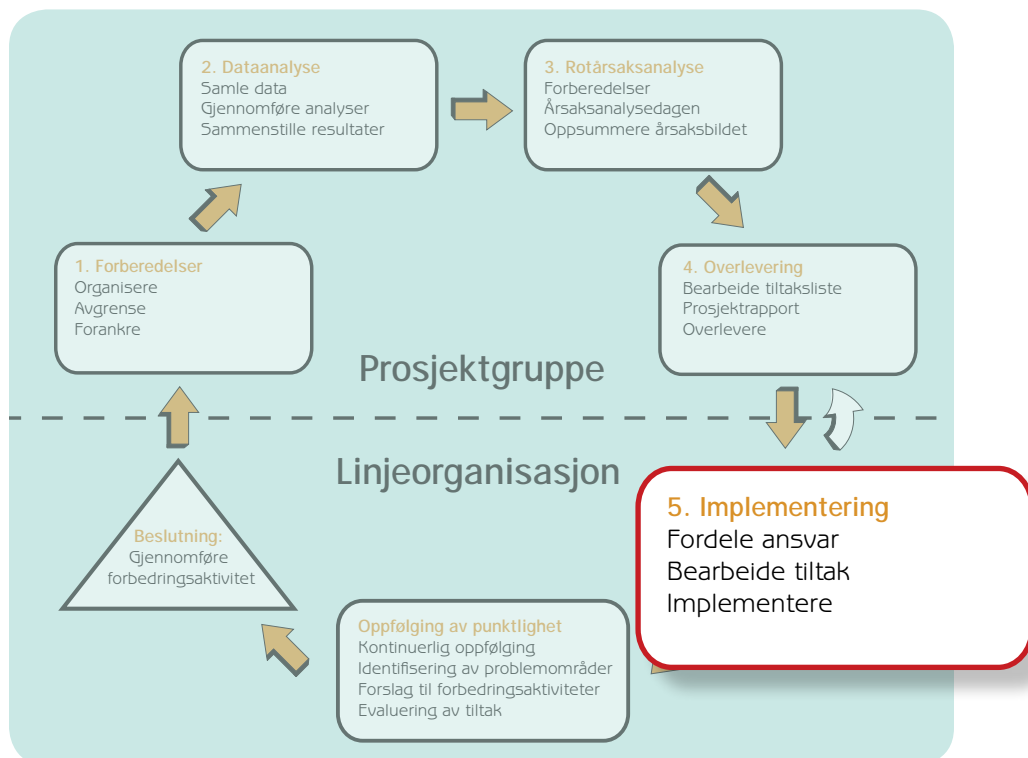 2. Dataanalyse
Samle data
Gjennomføre analyser
Sammenstille resultater
3. Rotårsaksanalyse
Forberedelser
Årsaksanalysedagen
Oppsummere årsaksbildet
1. Forberedelser
Organisere
Avgrense
Forankre
4. Overlevering
Bearbeide tiltaksliste
Prosjektrapport
Overlevere
Prosjektgruppe
Linjeorganisasjon
5. Implementering
Fordele ansvar
Bearbeide tiltak
Implementere
Beslutning:
Gjennomføre
forbedringsaktivitet
Oppfølging av punktlighet
Kontinuerlig oppfølging
Identifisering av problemområder
Forslag til forbedringsaktiviteter
Evaluering av tiltak